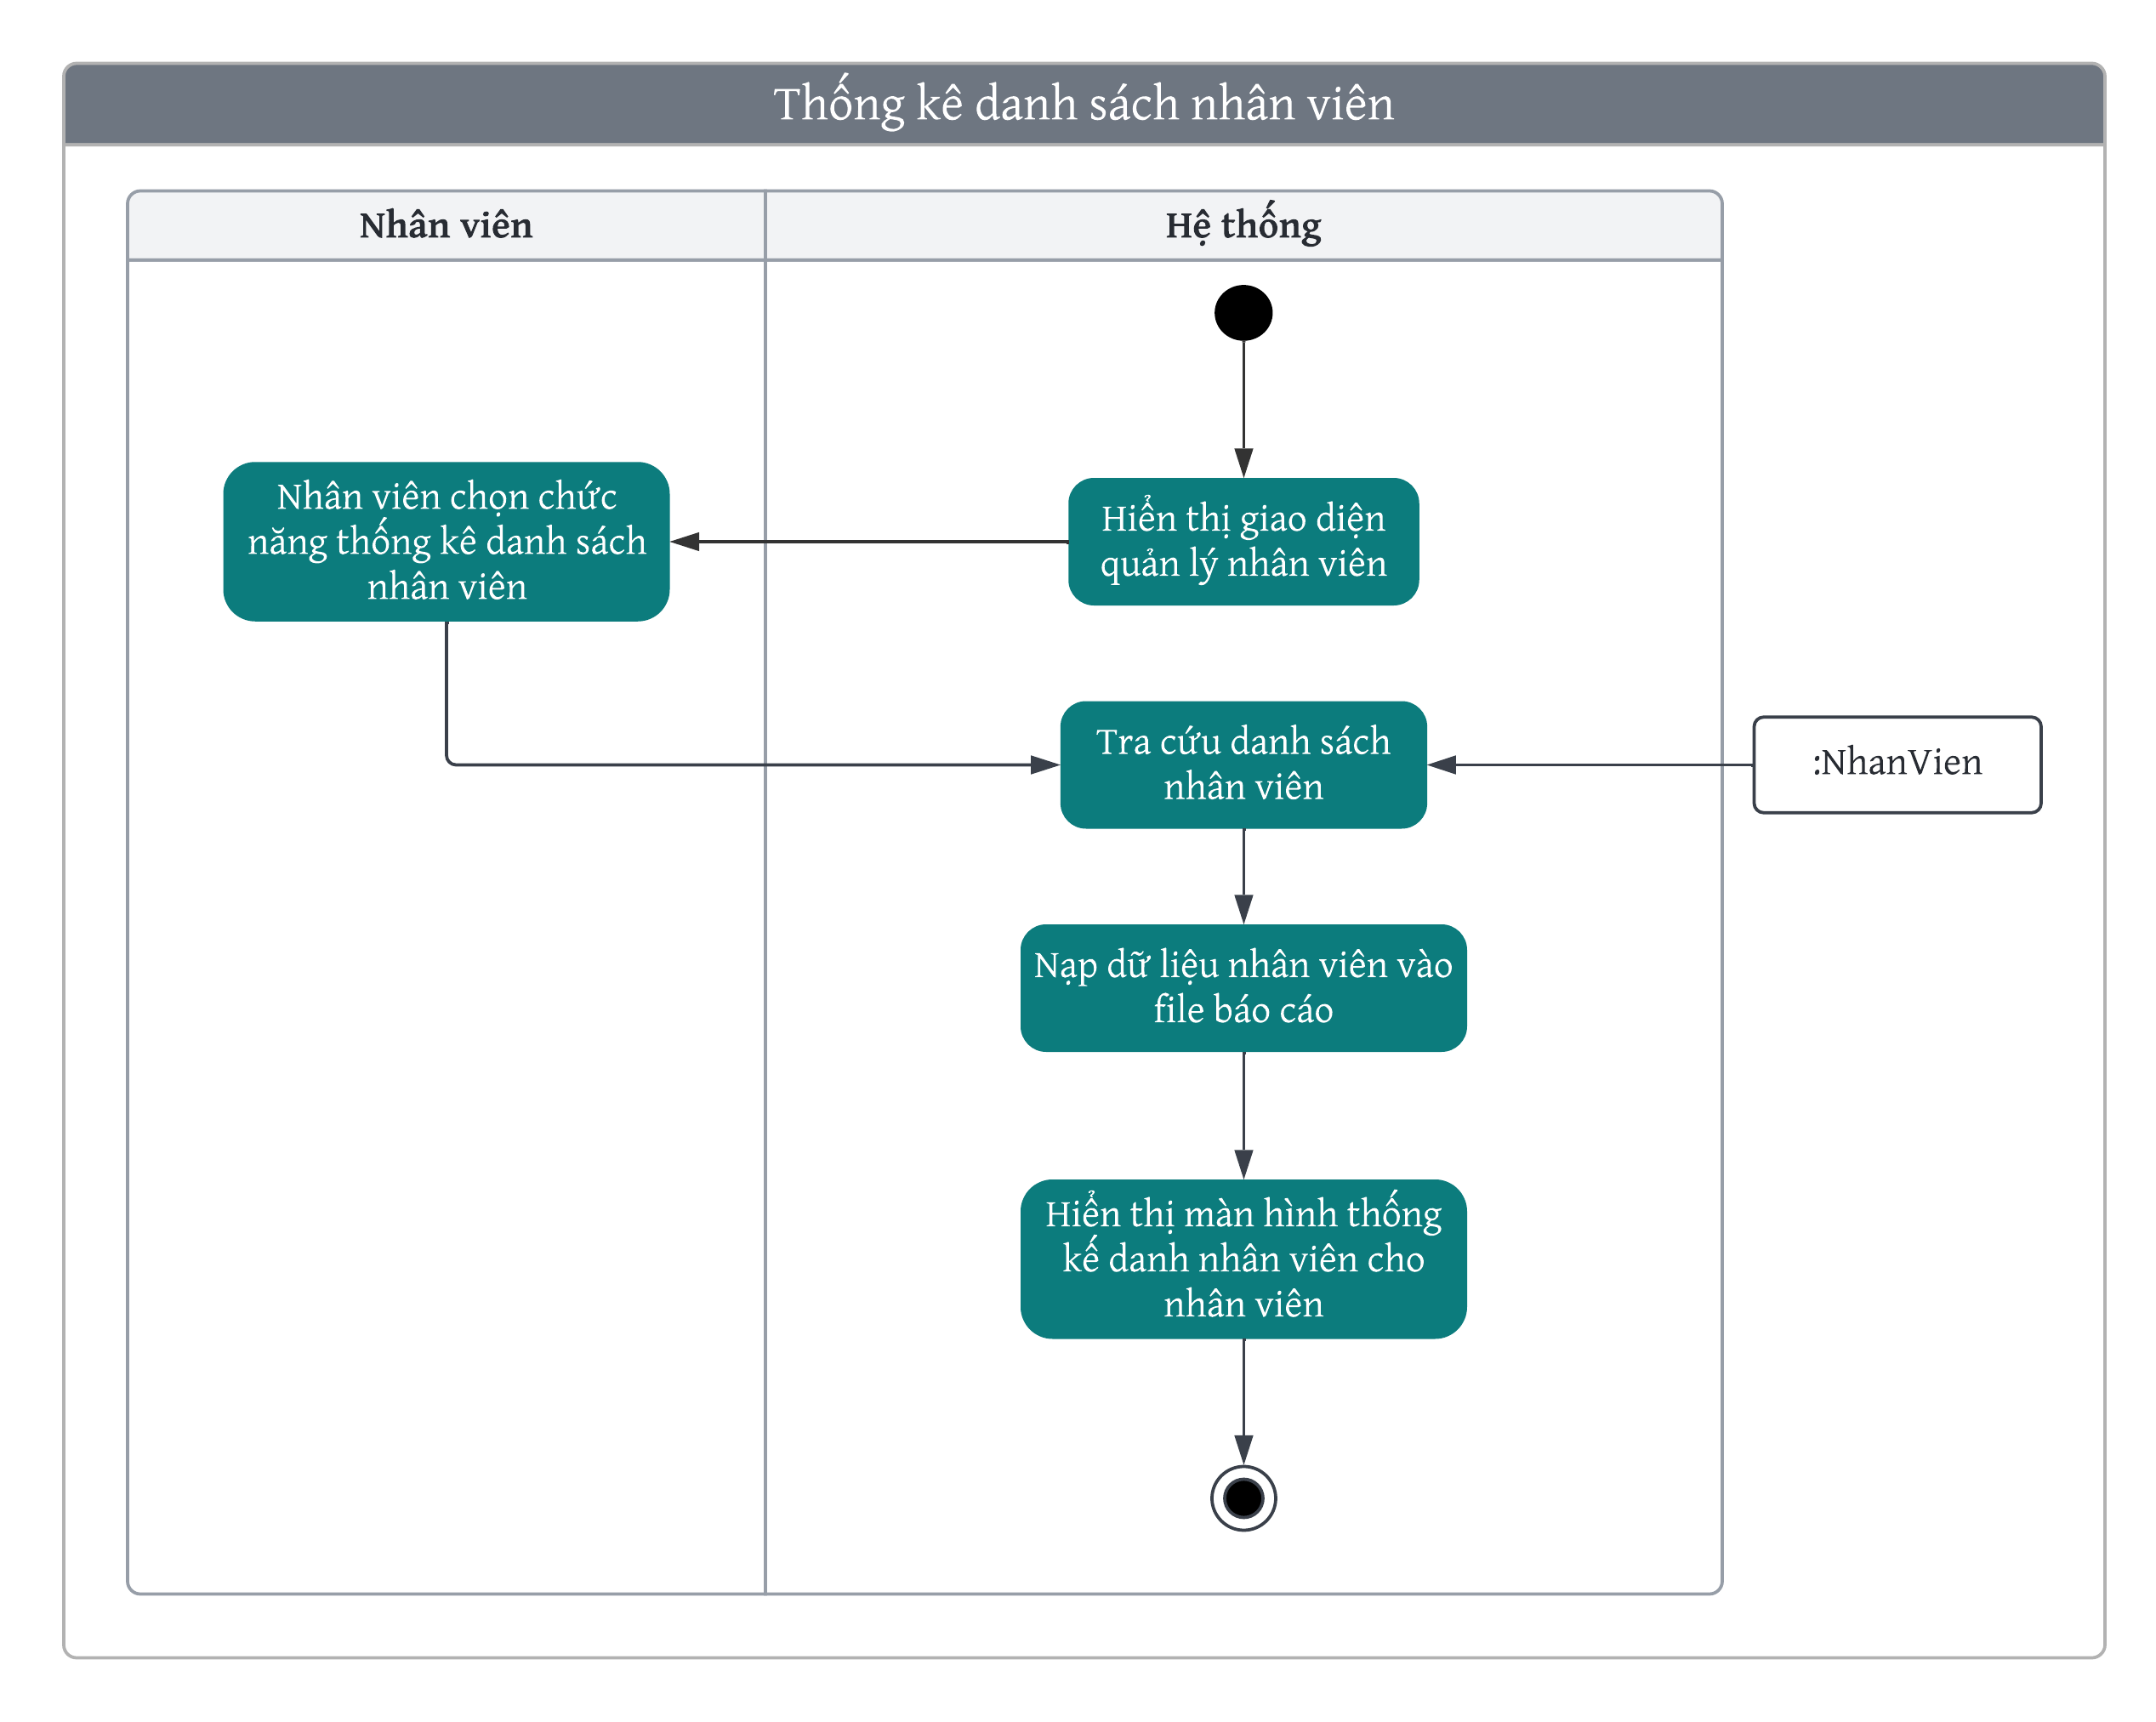 Thống kê danh sách nhân viên
Nhân viên
Hệ thống
Hiển thị giao diện
quản lý nhân viên
Nhân viên chọn chức
năng thống kê danh sách
nhân viên
Tra cứu danh sách
nhân viên
:NhanVien
Nạp dữ liệu nhân viên vào
file báo cáo
Hiển thị màn hình thống
kế danh nhân viên cho
nhân viên